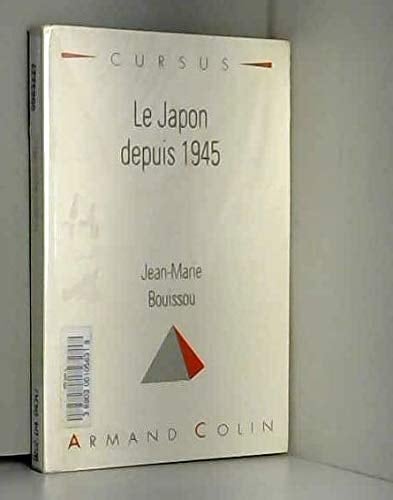 CURSUS
Le Japon
depuis 1945
Jean-Marie
Bouissou
ARMAND COLIN